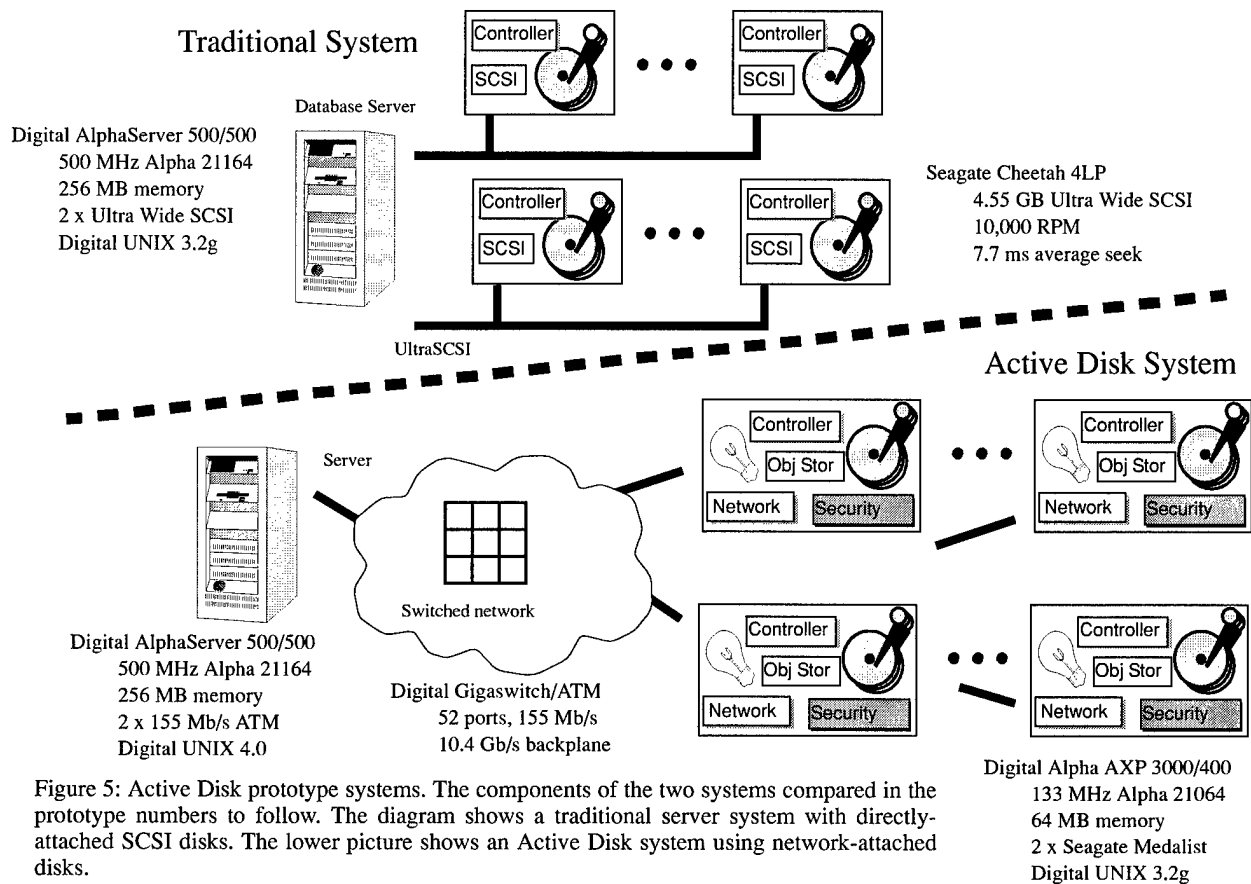 Traditional System
Controller
SCSI
Controller
SCSI
Database Server
Digital AlphaServer 500/500
500 MHz Alpha 21164
256 MB memory
2 x Ultra Wide SCSI
Digital UNIX 3.2g
Controller
SCSI
Controller
SCSI
Seagate Cheetah 4LP
4.55 GB Ultra Wide SCSI
10,000 RPM
7.7 ms average seek
UltraSCSI
Active Disk System
Server
Switched network
Controller
Obj Stor
Network
Security
Controller
Obj Stor
Network
Security
Controller
Obj Stor
Network
Security
Controller
Obj Stor
Network
Security
Digital AlphaServer 500/500
500 MHz Alpha 21164
256 MB memory
2 x 155 Mb/s ATM
Digital UNIX 4.0
Digital Gigaswitch/ATM
52 ports, 155 Mb/s
10.4 Gb/s backplane
Digital Alpha AXP 3000/400
133 MHz Alpha 21064
64 MB memory
2 x Seagate Medalist
Digital UNIX 3.2g
Figure 5: Active Disk prototype systems. The components of the two systems compared in the
prototype numbers to follow. The diagram shows a traditional server system with directly-
attached SCSI disks. The lower picture shows an Active Disk system using network-attached
disks.